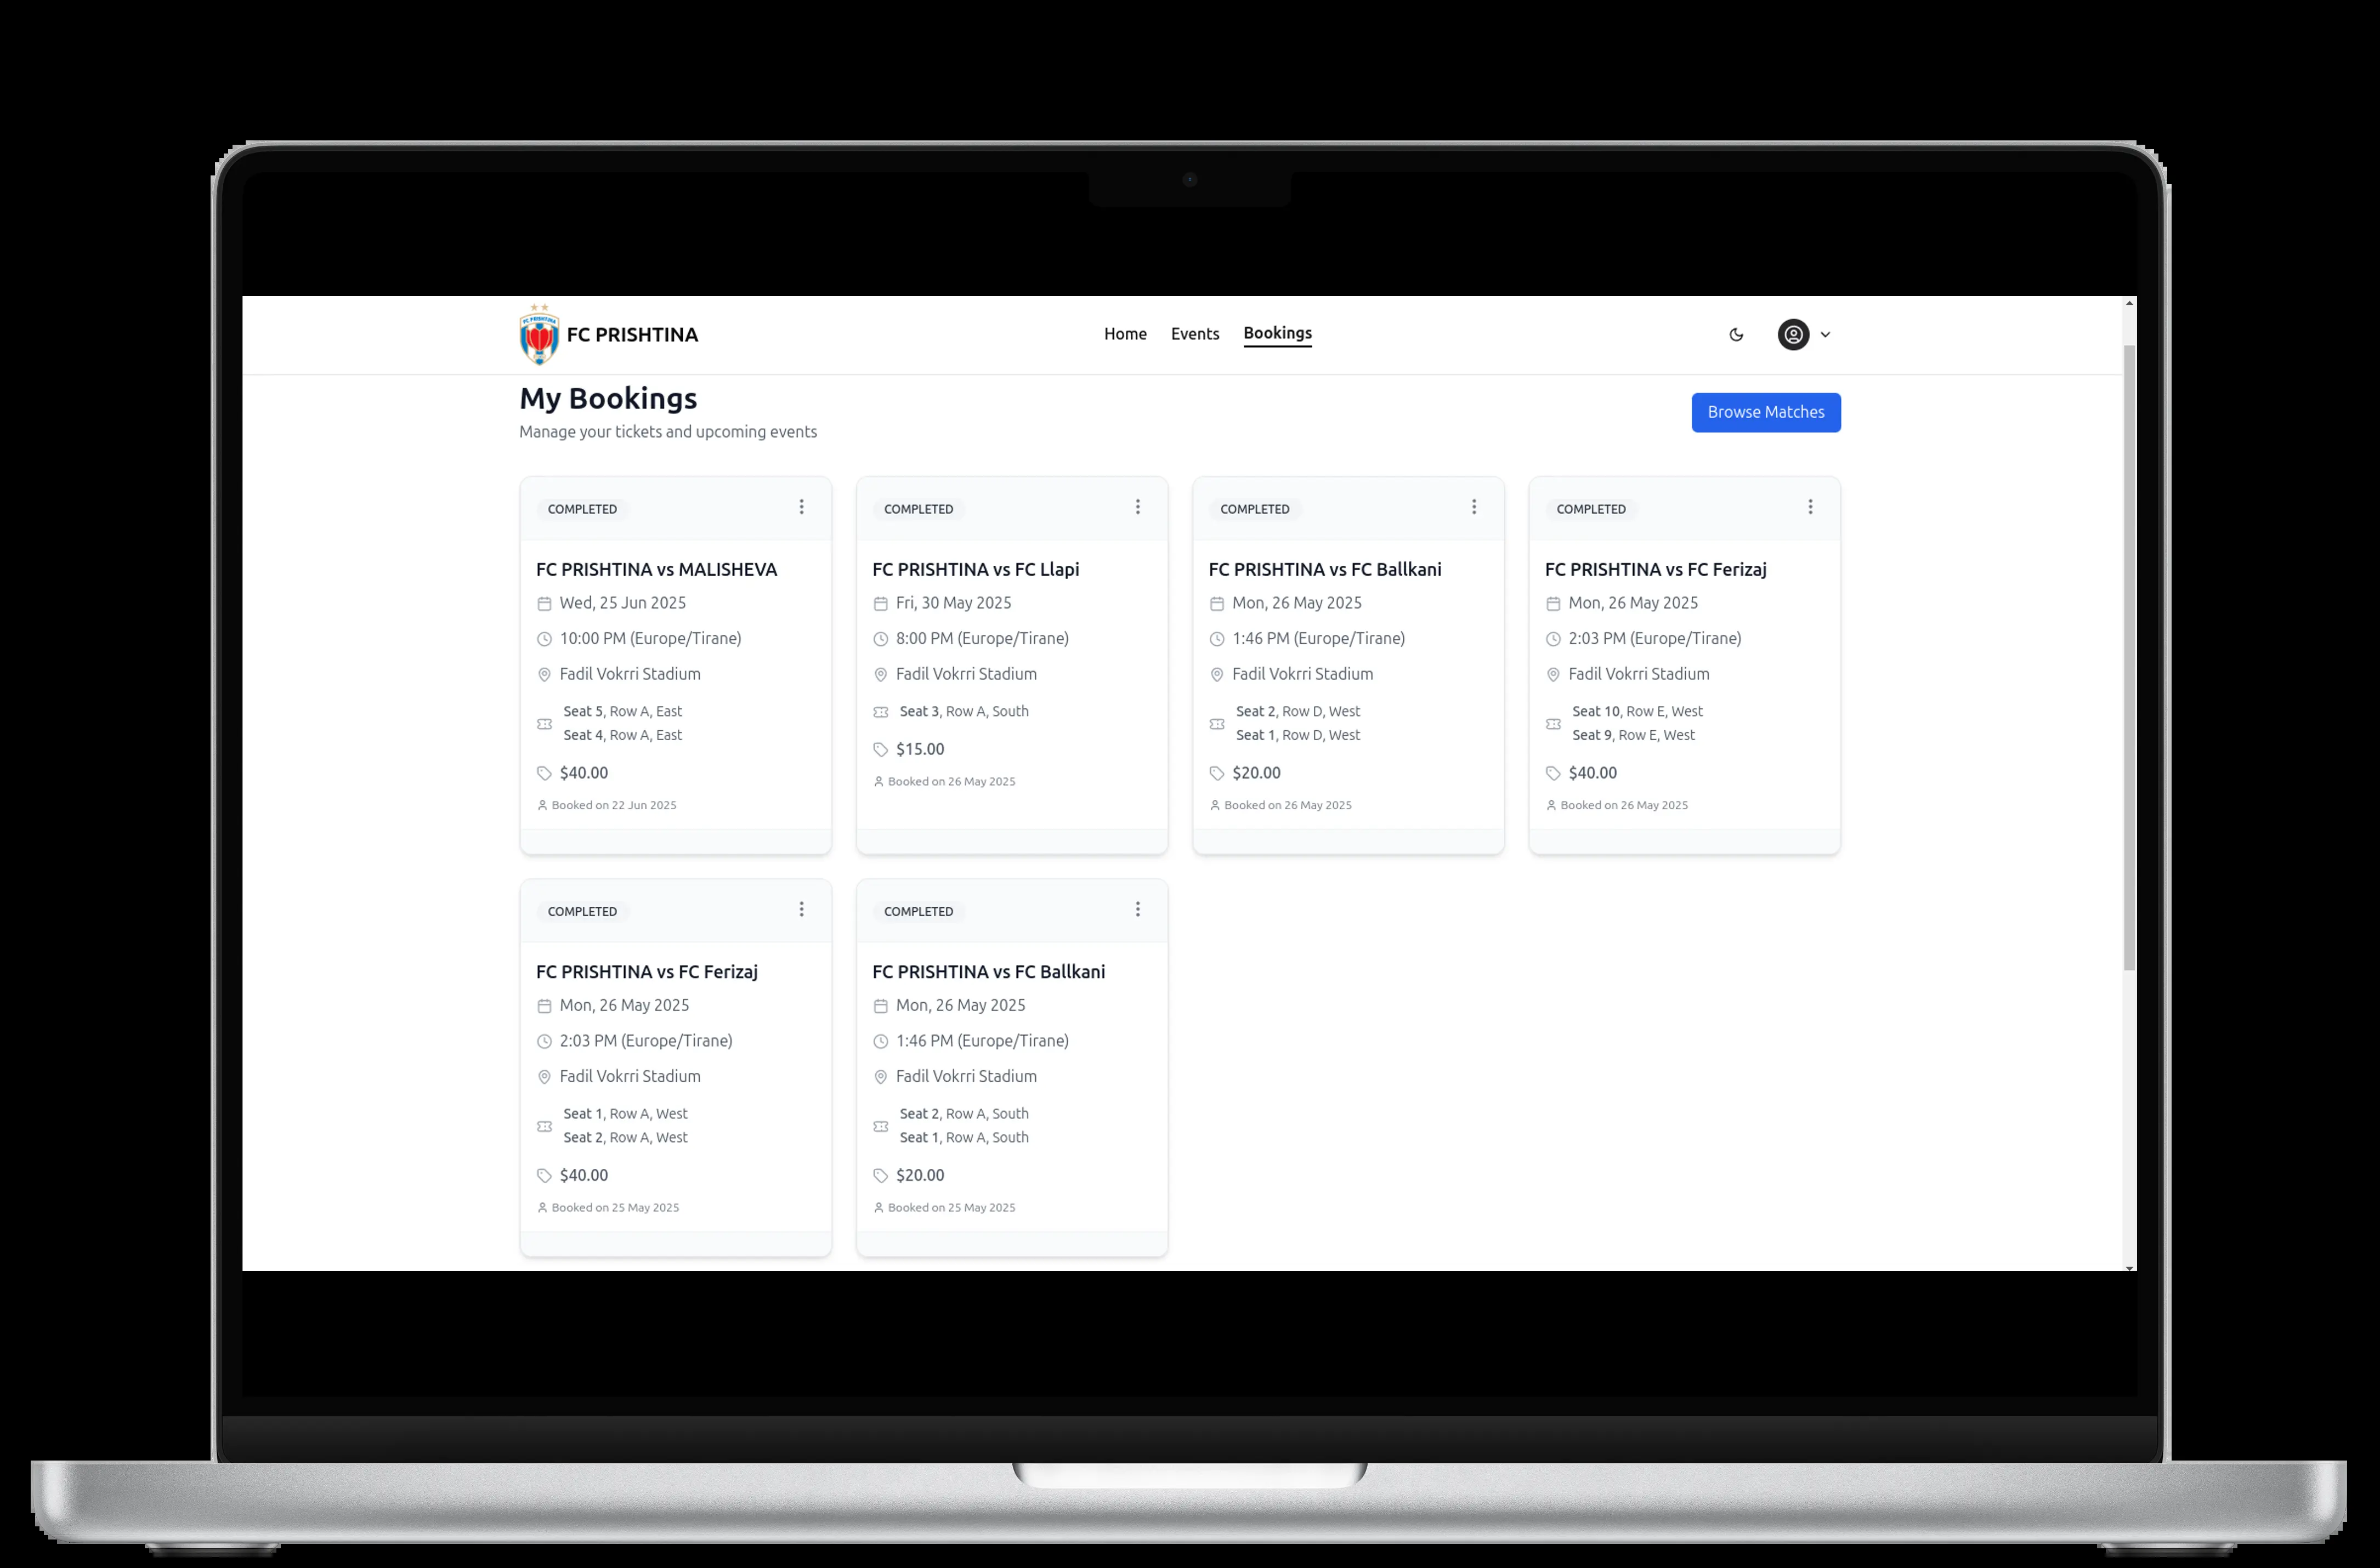 FC PRISHTINA
FC PRISHTINA
Home
Events
Bookings
My Bookings
Manage your tickets and upcoming events
Browse Matches
COMPLETED
FC PRISHTINA vs MALISHEVA
Wed, 25 Jun 2025
10:00 PM (Europe/Tirane)
Fadil Vokrri Stadium
Seat 5, Row A, East
Seat 4, Row A, East
$40.00
Booked on 22 Jun 2025
COMPLETED
FC PRISHTINA vs FC Llapi
Fri, 30 May 2025
8:00 PM (Europe/Tirane)
Fadil Vokrri Stadium
Seat 3, Row A, South
$15.00
Booked on 26 May 2025
COMPLETED
FC PRISHTINA vs FC Ballkani
Mon, 26 May 2025
1:46 PM (Europe/Tirane)
Fadil Vokrri Stadium
Seat 2, Row D, West
Seat 1, Row D, West
$20.00
Booked on 26 May 2025
COMPLETED
FC PRISHTINA vs FC Ferizaj
Mon, 26 May 2025
2:03 PM (Europe/Tirane)
Fadil Vokrri Stadium
Seat 10, Row E, West
Seat 9, Row E, West
$40.00
Booked on 26 May 2025
COMPLETED
FC PRISHTINA vs FC Ferizaj
Mon, 26 May 2025
2:03 PM (Europe/Tirane)
Fadil Vokrri Stadium
Seat 1, Row A, West
Seat 2, Row A, West
$40.00
Booked on 25 May 2025
COMPLETED
FC PRISHTINA vs FC Ballkani
Mon, 26 May 2025
1:46 PM (Europe/Tirane)
Fadil Vokrri Stadium
Seat 2, Row A, South
Seat 1, Row A, South
$20.00
Booked on 25 May 2025